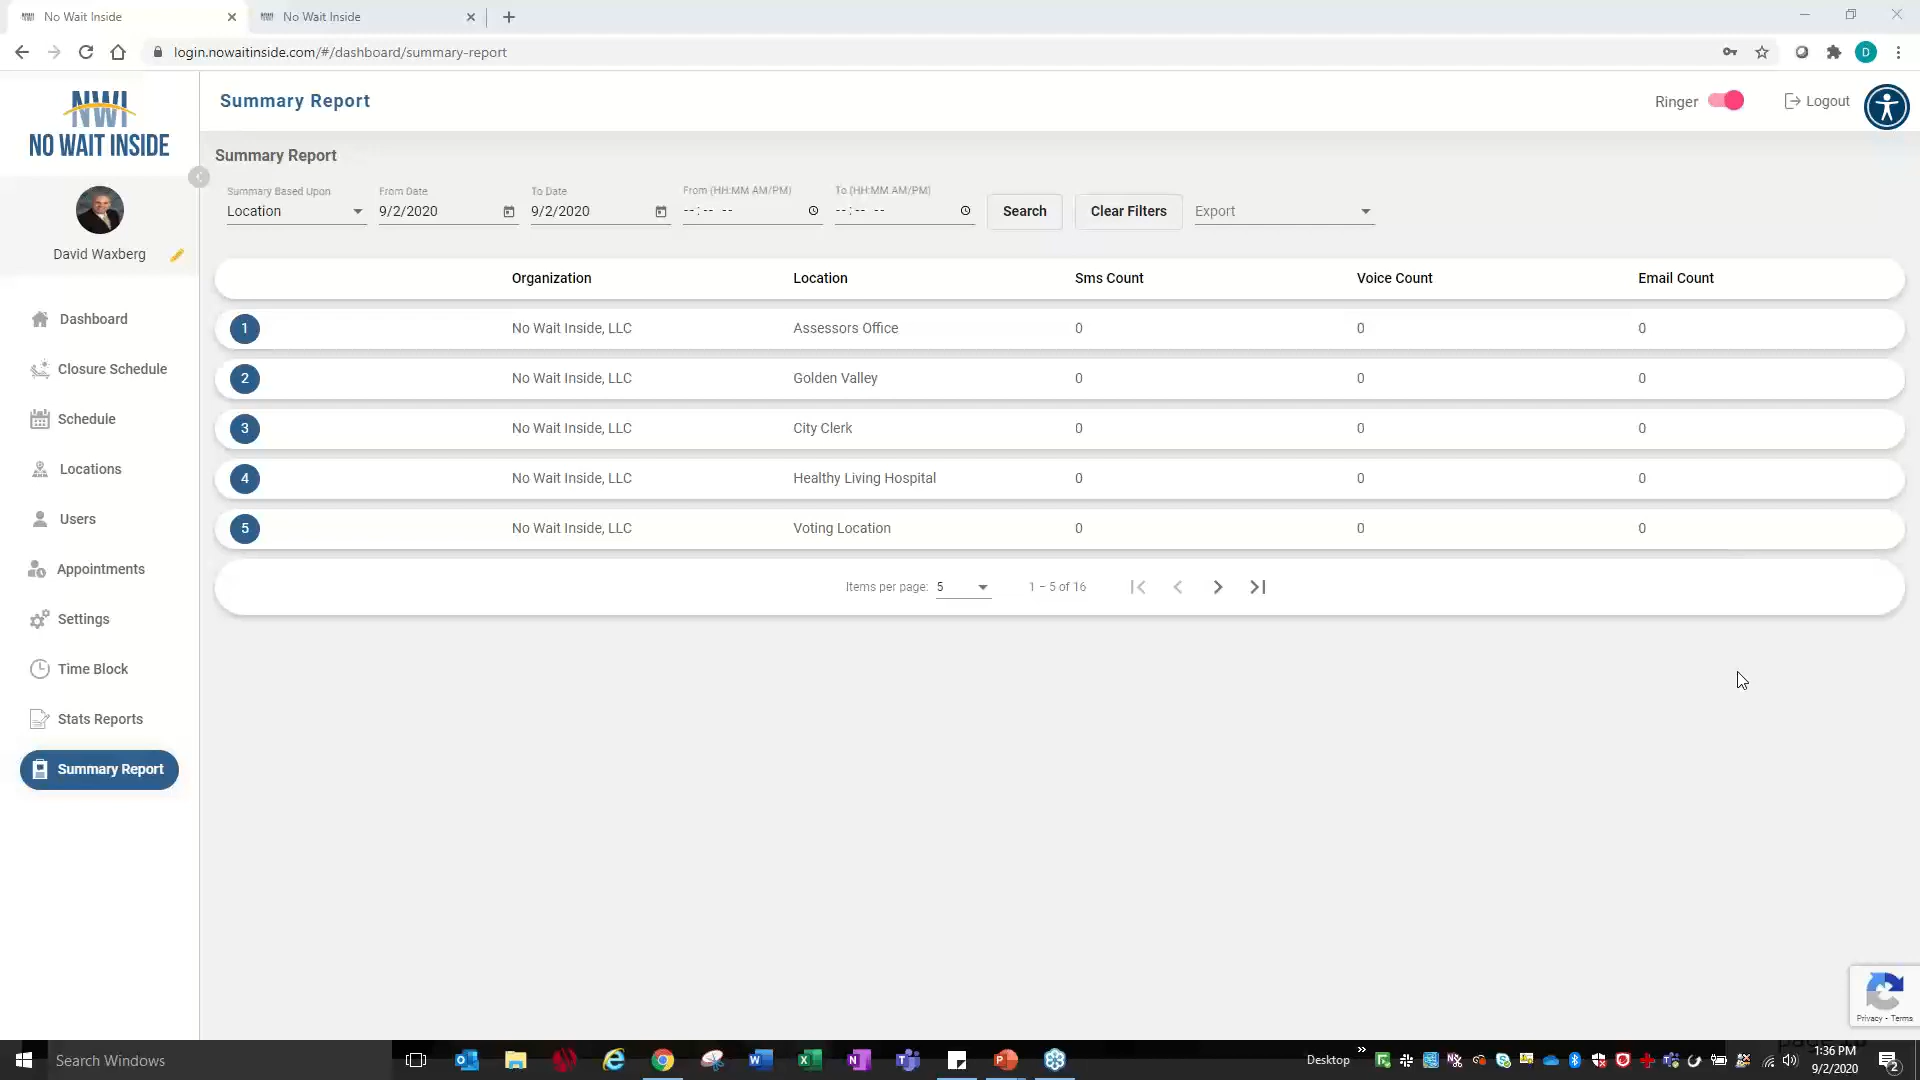 No Wait Inside
No Wait Inside
login.nowaitinside.com/#/dashboard/summary-report
D
NWI
NO WAIT INSIDE
Summary Report
Ringer
Logout
David Waxberg
Dashboard
Closure Schedule
Schedule
Locations
Users
Appointments
Settings
Time Block
Stats Reports
Summary Report
Summary Report
Summary Based Upon From Date To Date From (HH:MM AM/PM) To (HH:MM AM/PM)
Location 9/2/2020 9/2/2020 --:-- -- --:-- -- Search Clear Filters Export
Organization Location Sms Count Voice Count Email Count
1 No Wait Inside, LLC Assessors Office 0 0 0
2 No Wait Inside, LLC Golden Valley 0 0 0
3 No Wait Inside, LLC City Clerk 0 0 0
4 No Wait Inside, LLC Healthy Living Hospital 0 0 0
5 No Wait Inside, LLC Voting Location 0 0 0
Items per page: 5 1 – 5 of 16
Privacy - Terms
Search Windows
Desktop
1:36 PM
9/2/2020
2